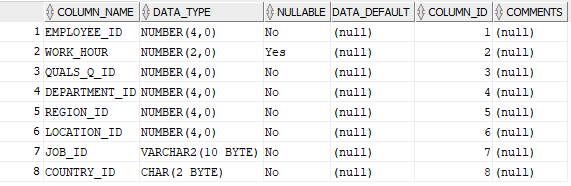 COLUMN_NAME DATA_TYPE NULLABLE DATA_DEFAULT COLUMN_ID COMMENTS
1 EMPLOYEE_ID NUMBER(4,0) No (null) 1 (null)
2 WORK_HOUR NUMBER(2,0) Yes (null) 2 (null)
3 QUALS_Q_ID NUMBER(4,0) No (null) 3 (null)
4 DEPARTMENT_ID NUMBER(4,0) No (null) 4 (null)
5 REGION_ID NUMBER(4,0) No (null) 5 (null)
6 LOCATION_ID NUMBER(4,0) No (null) 6 (null)
7 JOB_ID VARCHAR2(10 BYTE) No (null) 7 (null)
8 COUNTRY_ID CHAR(2 BYTE) No (null) 8 (null)